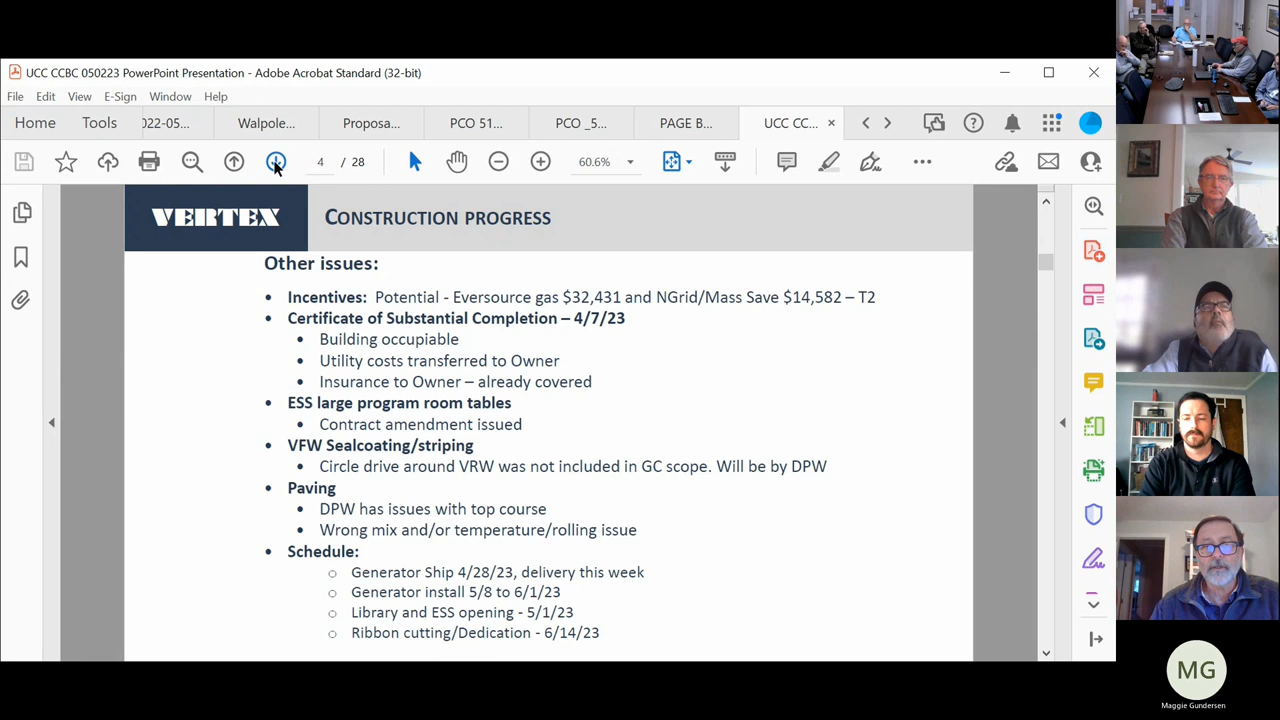 UCC CCBC 050223 PowerPoint Presentation - Adobe Acrobat Standard (32-bit)
File Edit View E-Sign Window Help
Home Tools 022-05... Walpole... Proposa... PCO 51... PCO _5... PAGE B... UCC CC...
4 / 28 60.6%
VERTEX CONSTRUCTION PROGRESS
Other issues:
• Incentives: Potential - Eversource gas $32,431 and NGrid/Mass Save $14,582 – T2
• Certificate of Substantial Completion – 4/7/23
• Building occupiable
• Utility costs transferred to Owner
• Insurance to Owner – already covered
• ESS large program room tables
• Contract amendment issued
• VFW Sealcoating/striping
• Circle drive around VRW was not included in GC scope. Will be by DPW
• Paving
• DPW has issues with top course
• Wrong mix and/or temperature/rolling issue
• Schedule:
○ Generator Ship 4/28/23, delivery this week
○ Generator install 5/8 to 6/1/23
○ Library and ESS opening - 5/1/23
○ Ribbon cutting/Dedication - 6/14/23
MG
Maggie Gundersen